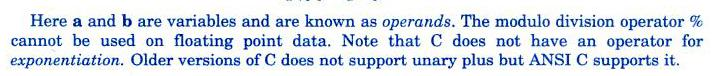 Here a and b are variables and are known as operands. The modulo division operator %
cannot be used on floating point data. Note that C does not have an operator for
exponentiation. Older versions of C does not support unary plus but ANSI C supports it.